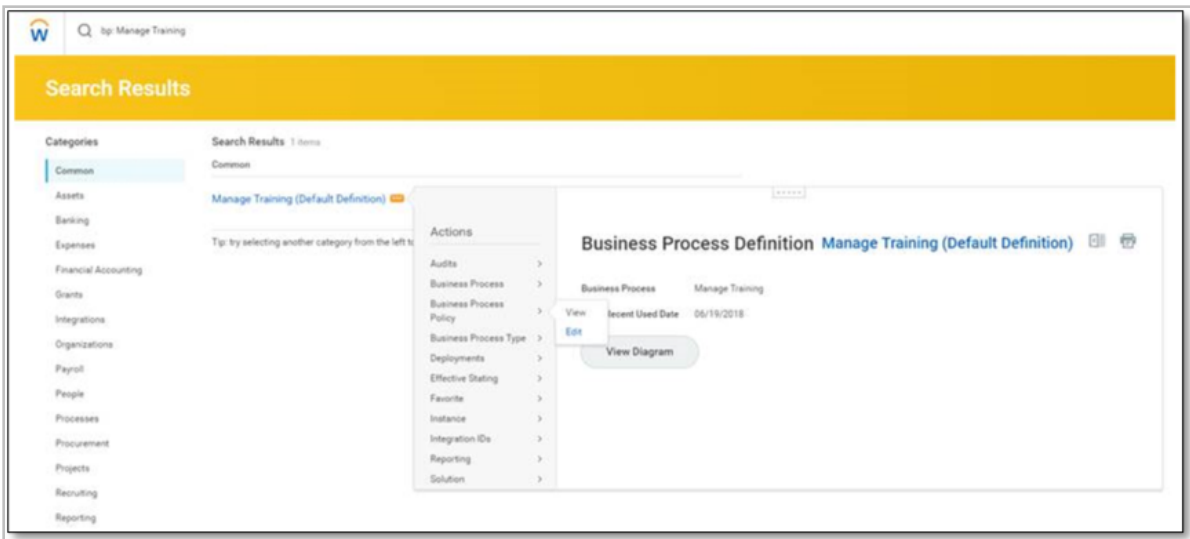 bp: Manage Training
Search Results
Categories
Common
Assets
Banking
Expenses
Financial Accounting
Grants
Integrations
Organizations
Payroll
People
Processes
Procurement
Projects
Recruiting
Reporting
Search Results 1 items
Common
Manage Training (Default Definition)
Tip: try selecting another category from the left to
Actions
Audits
Business Process
Business Process
Policy
Business Process Type
Deployments
Effective Stating
Favorite
Instance
Integration IDs
Reporting
Solution
View
Edit
Business Process Definition Manage Training (Default Definition)
Business Process Manage Training
Recent Used Date 06/19/2018
View Diagram